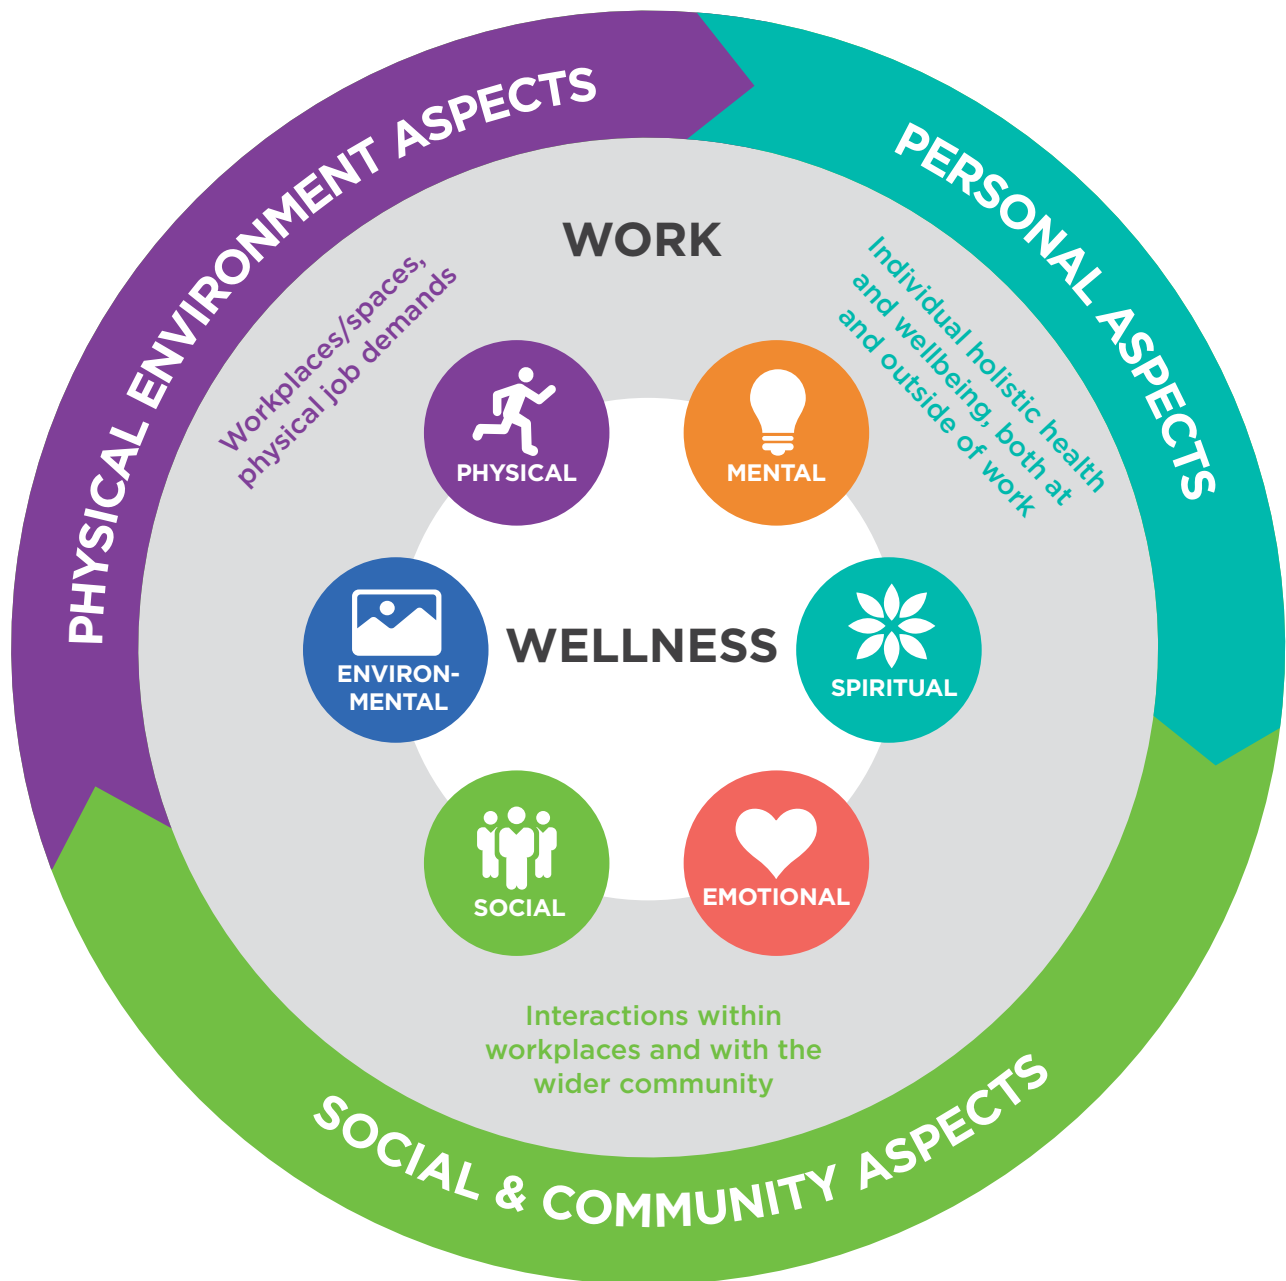 PHYSICAL ENVIRONMENT ASPECTS
PERSONAL ASPECTS
WORK
Workplaces/spaces,
physical job demands
Individual holistic health
and wellbeing, both at
and outside of work
PHYSICAL
MENTAL
ENVIRON-
MENTAL
WELLNESS
SPIRITUAL
SOCIAL
EMOTIONAL
Interactions within
workplaces and with the
wider community
SOCIAL & COMMUNITY ASPECTS